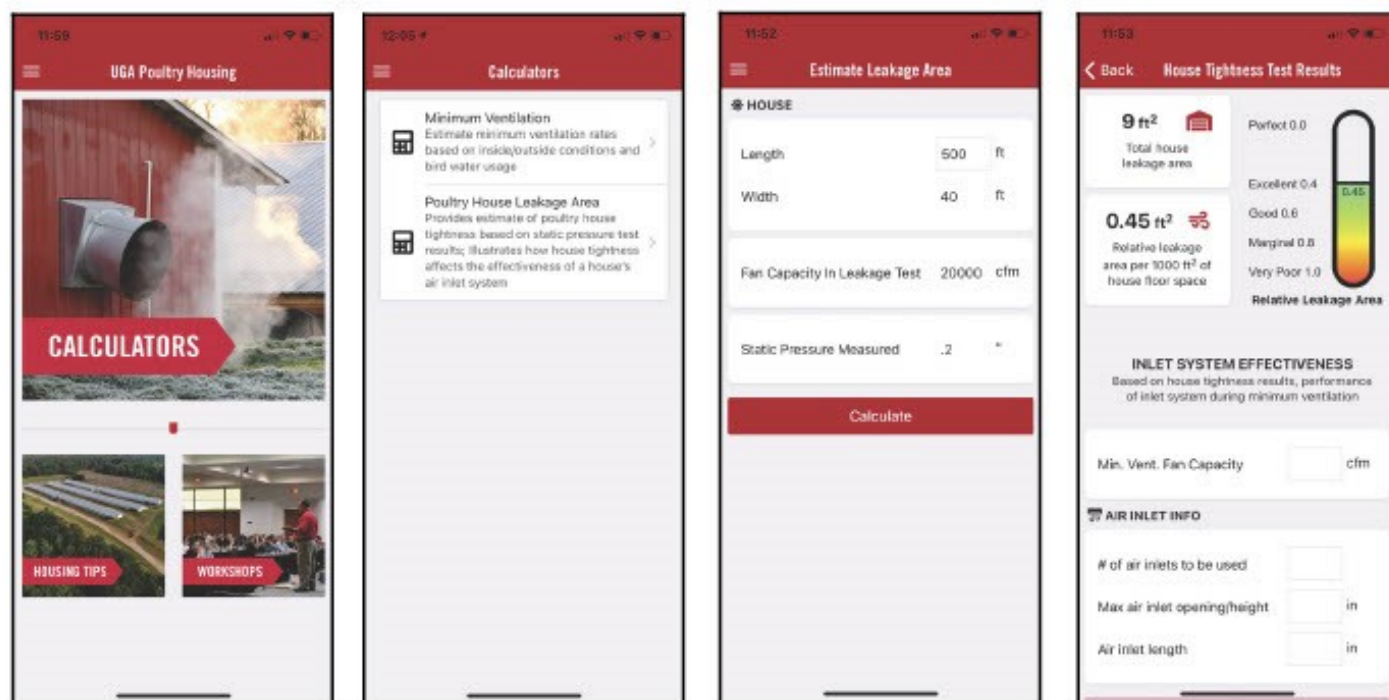 11:59
UGA Poultry Housing
CALCULATORS
HOUSING TIPS
WORKSHOPS
12:05
Calculators
Minimum Ventilation
Estimate minimum ventilation rates
based on inside/outside conditions and
bird water usage
Poultry House Leakage Area
Provides estimate of poultry house
tightness based on static pressure test
results; Illustrates how house tightness
affects the effectiveness of a house's
air inlet system
11:52
Estimate Leakage Area
HOUSE
Length 500 ft
Width 40 ft
Fan Capacity In Leakage Test 20000 cfm
Static Pressure Measured .2 "
Calculate
11:53
Back House Tightness Test Results
9 ft²
Total house
leakage area
0.45 ft²
Relative leakage
area per 1000 ft² of
house floor space
Perfect 0.0
Excellent 0.4
0.45
Good 0.6
Marginal 0.8
Very Poor 1.0
Relative Leakage Area
INLET SYSTEM EFFECTIVENESS
Based on house tightness results, performance
of inlet system during minimum ventilation
Min. Vent. Fan Capacity cfm
AIR INLET INFO
# of air inlets to be used
Max air inlet opening/height in
Air inlet length in